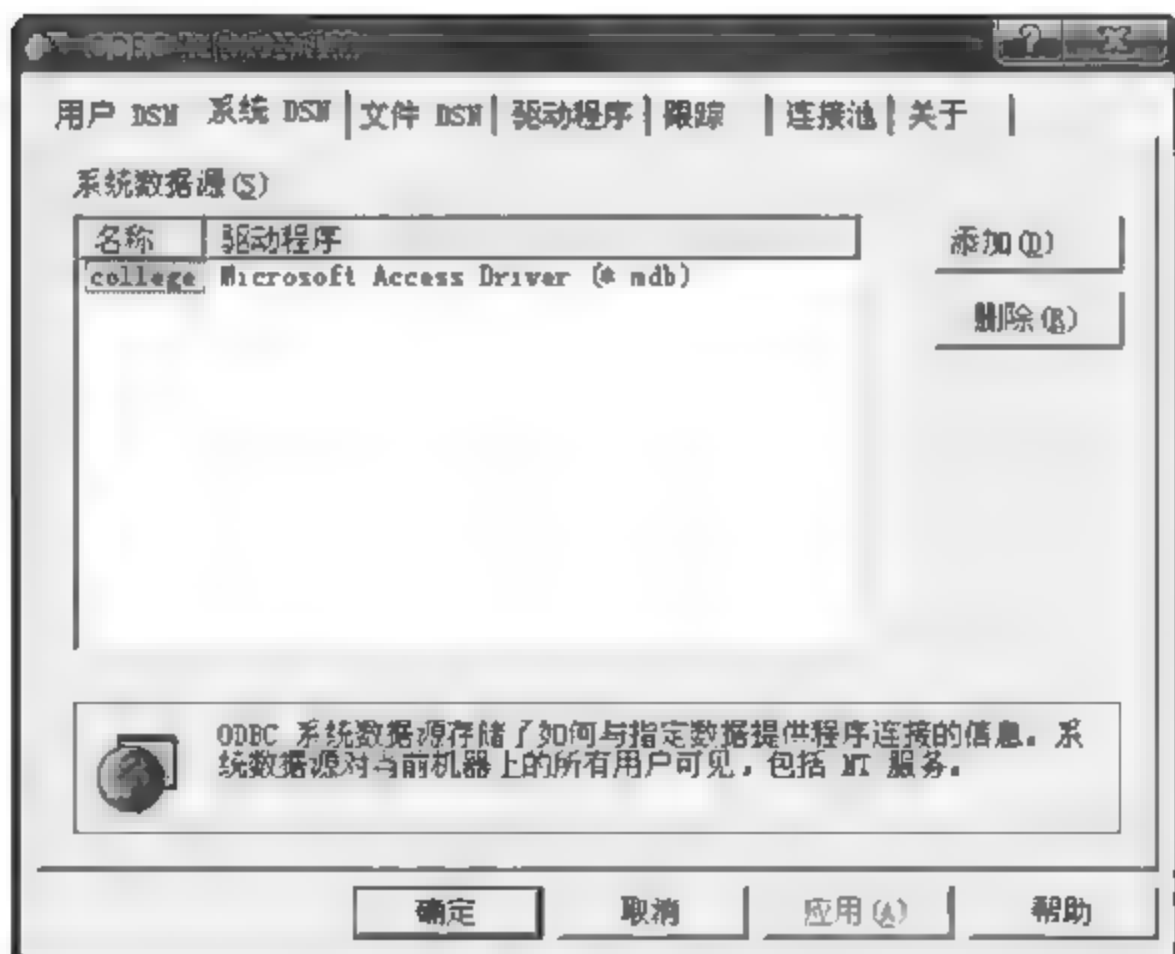 用户 DSN 系统 DSN 文件 DSN 驱动程序 跟踪 连接池 关于
系统数据源(S)
名称 驱动程序
college Microsoft Access Driver (*.mdb)
添加(D)
删除(R)
ODBC 系统数据源存储了如何与指定数据提供程序连接的信息。系
统数据源对当前机器上的所有用户可见，包括 NT 服务。
确定 取消 应用(A) 帮助